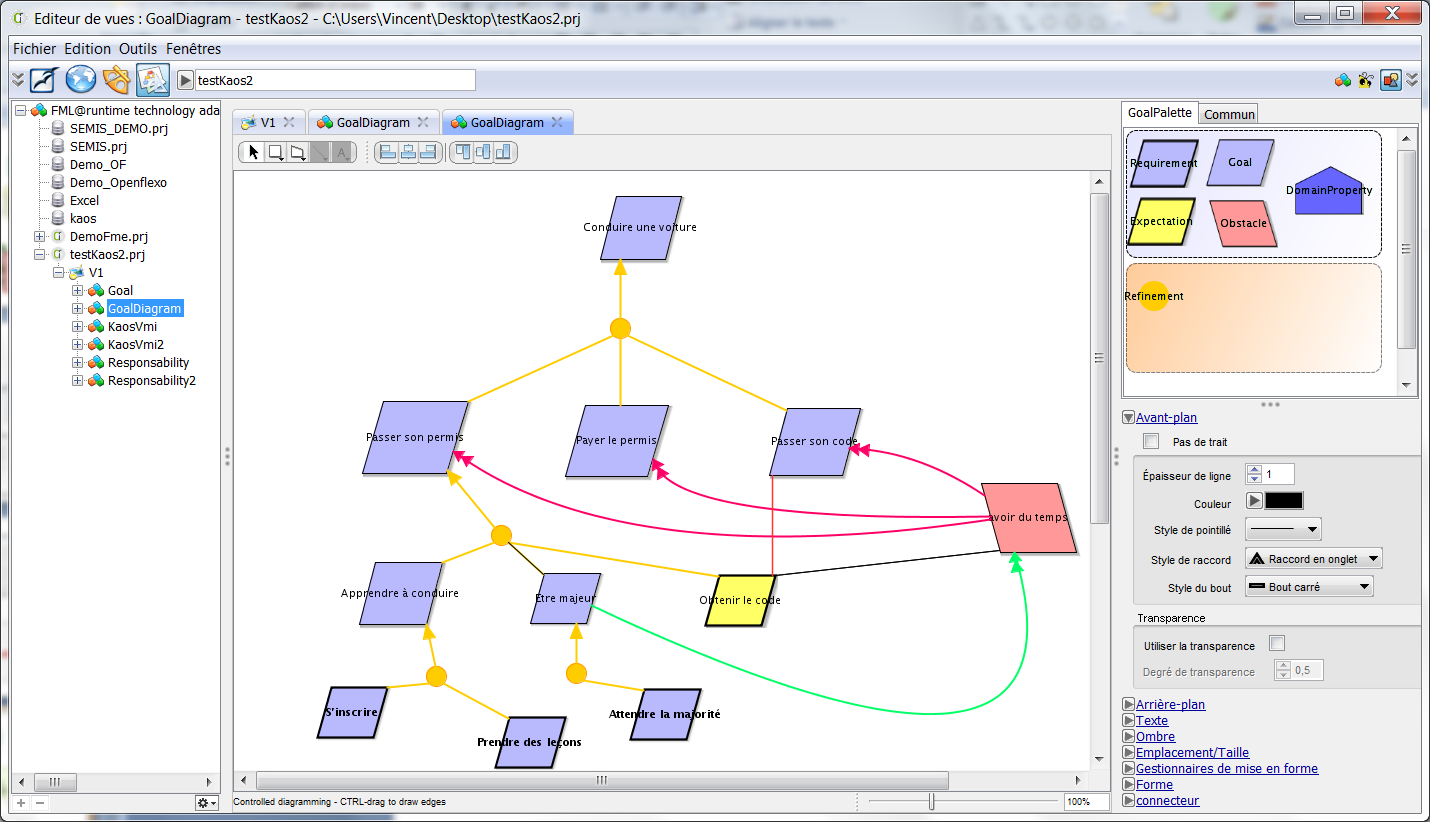 Editeur de vues : GoalDiagram - testKaos2 - C:\Users\Vincent\Desktop\testKaos2.prj
Fichier Edition Outils Fenêtres
testKaos2
FML@runtime technology ada
SEMIS_DEMO.prj
SEMIS.prj
Demo_OF
Demo_Openflexo
Excel
kaos
DemoFme.prj
testKaos2.prj
V1
Goal
GoalDiagram
KaosVmi
KaosVmi2
Responsability
Responsability2
V1 GoalDiagram GoalDiagram
Conduire une voiture
Passer son permis
Payer le permis
Passer son code
avoir du temps
Apprendre à conduire
Etre majeur
Obtenir le code
S'inscrire
Attendre la majorité
Prendre des leçons
Controlled diagramming - CTRL-drag to draw edges
100%
GoalPalette Commun
Requirement Goal
DomainProperty
Expectation Obstacle
Refinement
Avant-plan
Pas de trait
Épaisseur de ligne 1
Couleur
Style de pointillé
Style de raccord Raccord en onglet
Style du bout Bout carré
Transparence
Utiliser la transparence
Degré de transparence 0,5
Arrière-plan
Texte
Ombre
Emplacement/Taille
Gestionnaires de mise en forme
Forme
connecteur